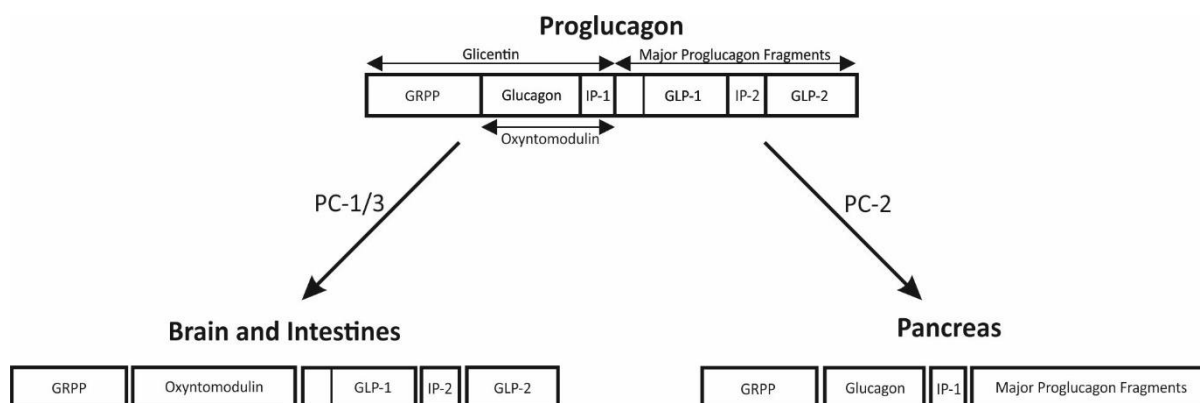 Proglucagon
Glicentin Major Proglucagon Fragments
GRPP Glucagon IP-1 GLP-1 IP-2 GLP-2
Oxyntomodulin
PC-1/3 PC-2
Brain and Intestines Pancreas
GRPP Oxyntomodulin GLP-1 IP-2 GLP-2 GRPP Glucagon IP-1 Major Proglucagon Fragments